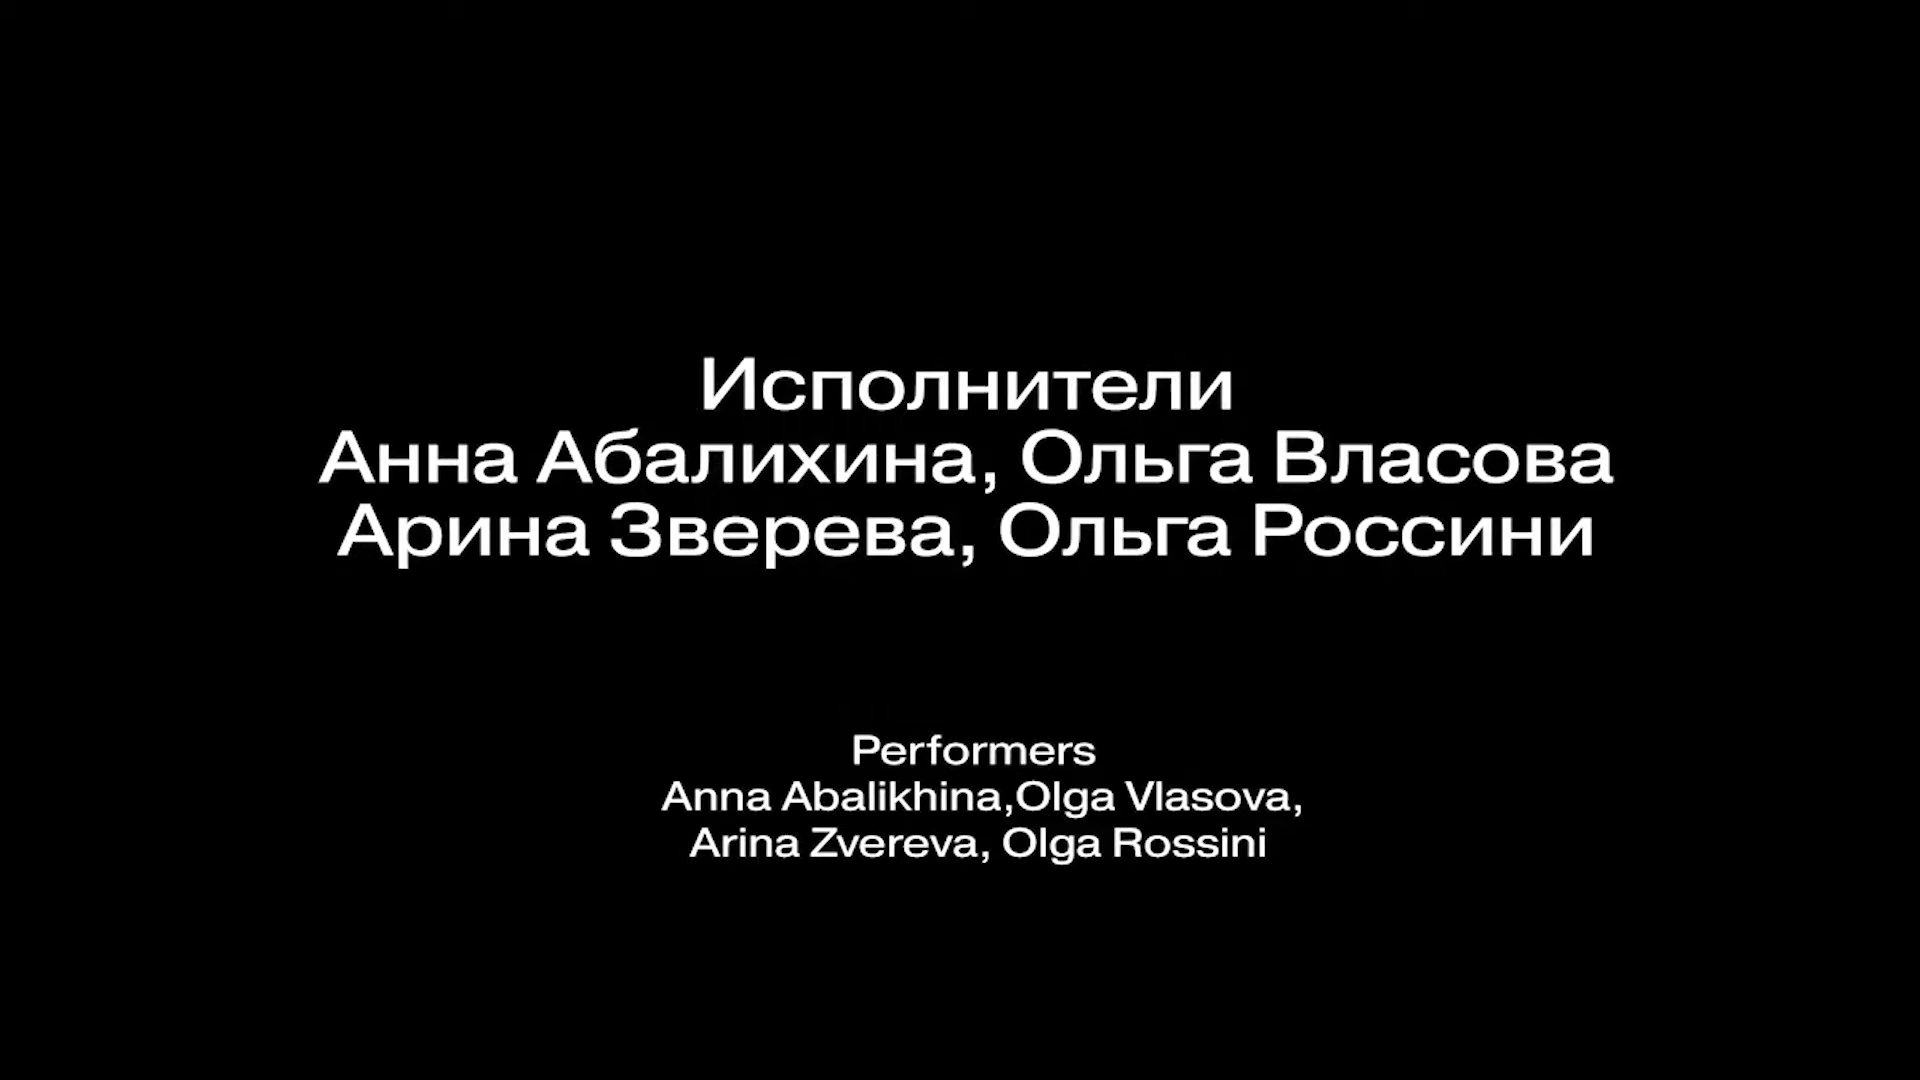 Исполнители
Анна Абалихина, Ольга Власова
Арина Зверева, Ольга Россини
Performers
Anna Abalikhina,Olga Vlasova,
Arina Zvereva, Olga Rossini